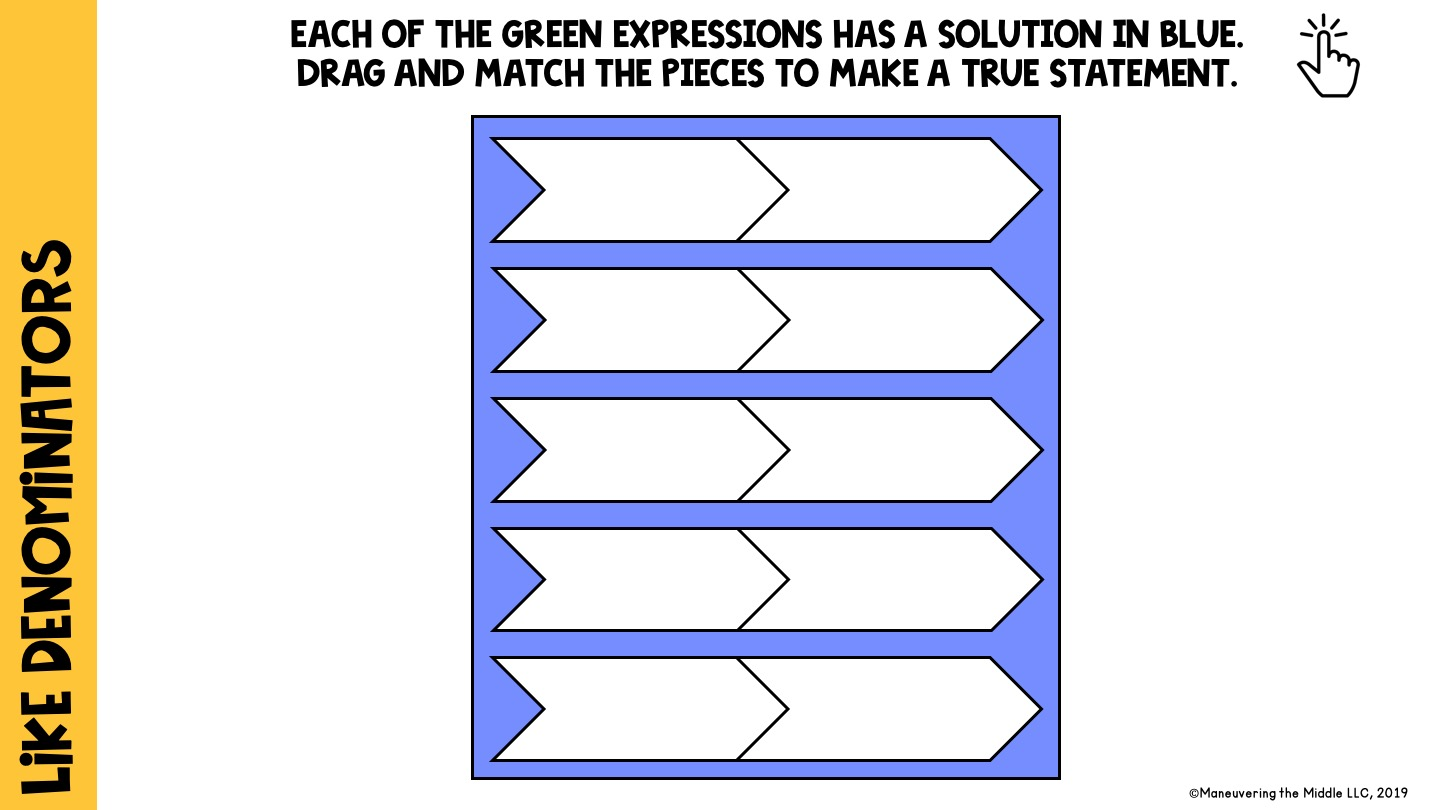 EACH OF THE GREEN EXPRESSIONS HAS A SOLUTION IN BLUE.
DRAG AND MATCH THE PIECES TO MAKE A TRUE STATEMENT.
LiKE DENOMiNATORS
©Maneuvering the Middle LLC, 2019